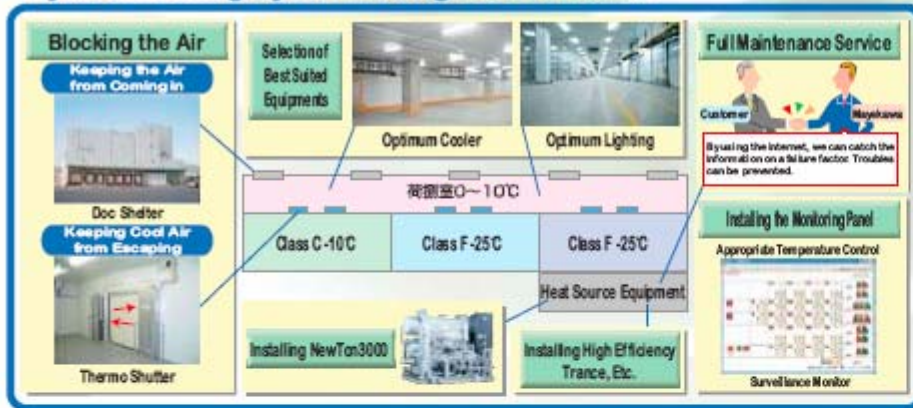 Blocking the Air
Keeping the Air
from Coming in
Doc Shelter
Keeping Cool Air
from Escaping
Thermo Shutter
Selection of
Best Suited
Equipments
Optimum Cooler
Optimum Lighting
荷捌室0～10℃
Class C -10℃
Class F -25℃
Class F -25℃
Heat Source Equipment
Installing NewTon3000
Installing High Efficiency
Trance, Etc.
Full Maintenance Service
Customer
Mayekawa
By using the internet, we can catch the
information on a failure factor. Troubles
can be prevented.
Installing the Monitoring Panel
Appropriate Temperature Control
Surveillance Monitor